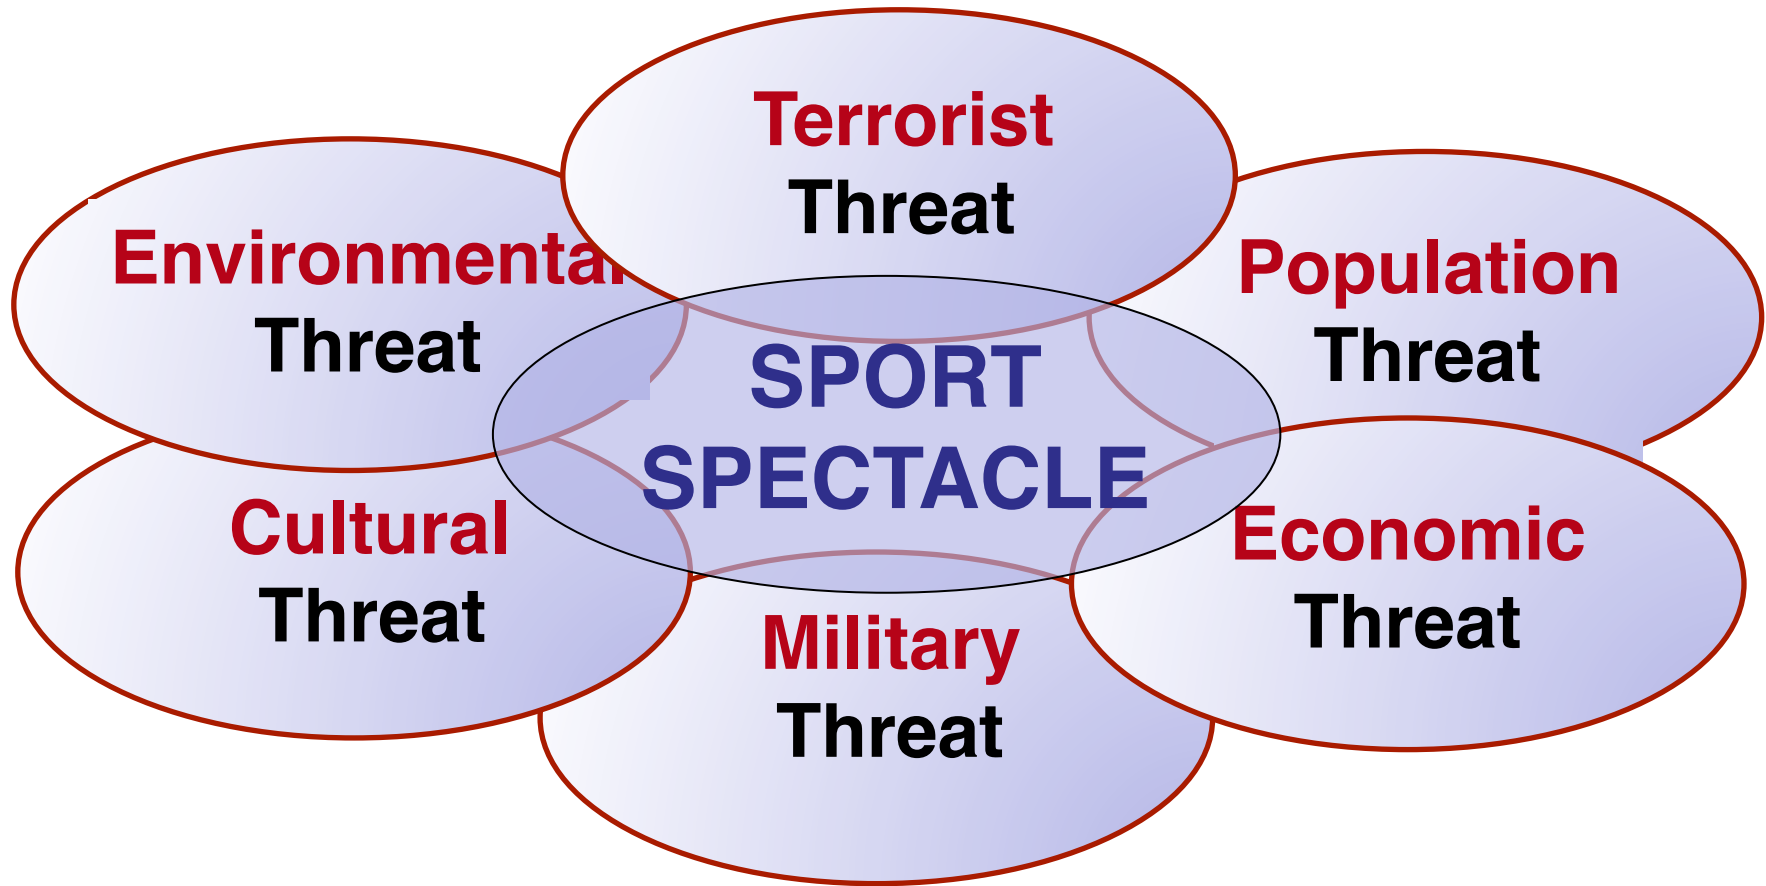 Terrorist
Threat
Environmental
Threat
Population
Threat
SPORT
SPECTACLE
Cultural
Threat
Economic
Threat
Military
Threat